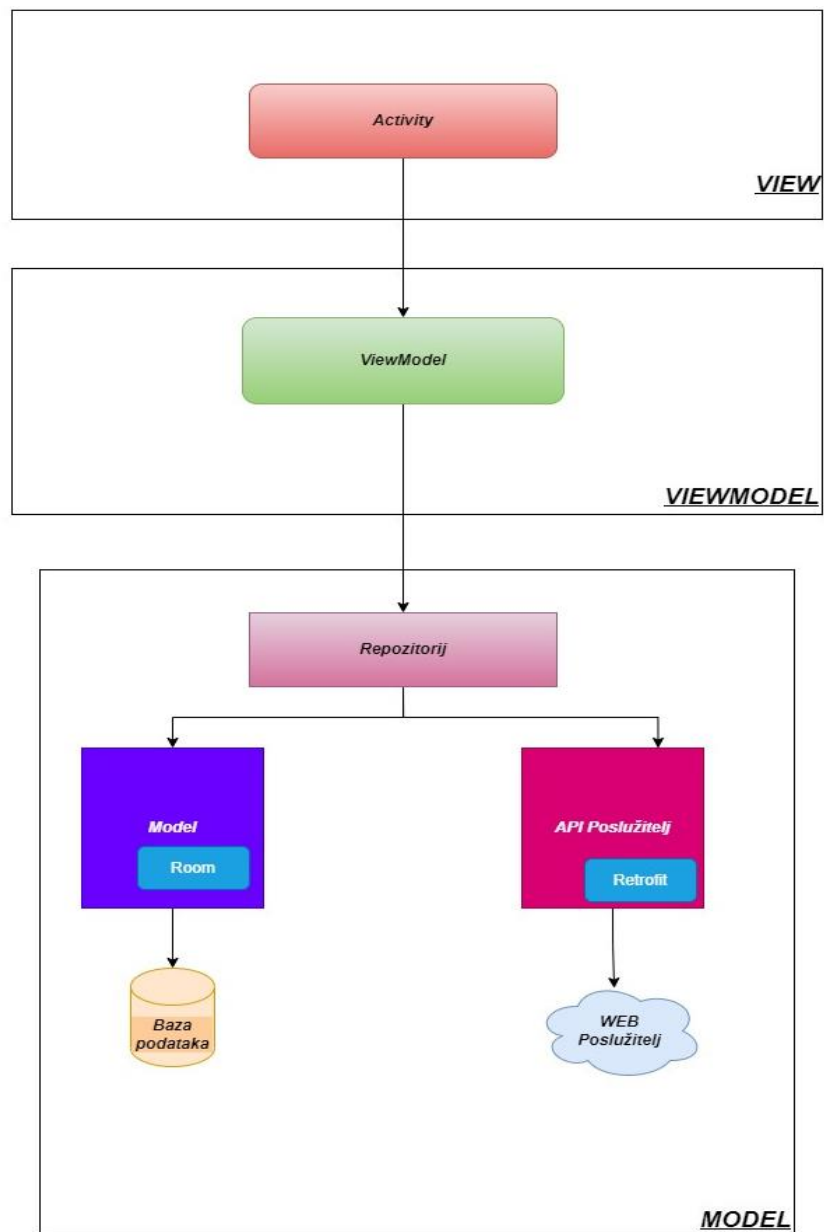 Activity
VIEW
ViewModel
VIEWMODEL
Repozitorij
Model
Room
API Poslužitelj
Retrofit
Baza
podataka
WEB
Poslužitelj
MODEL